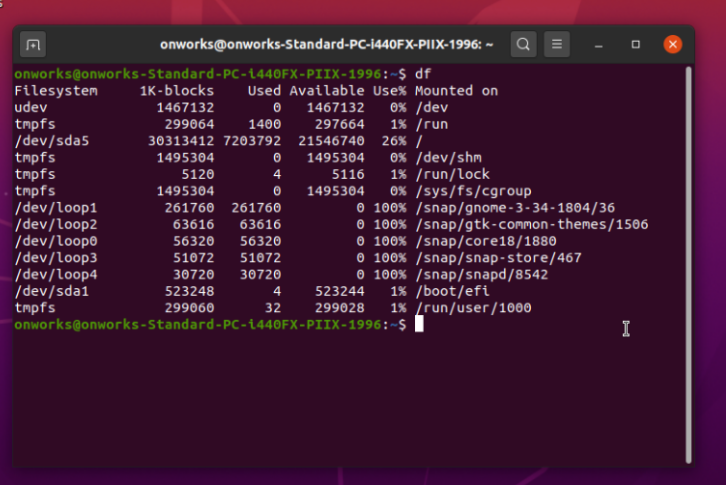 onworks@onworks-Standard-PC-i440FX-PIIX-1996: ~
onworks@onworks-Standard-PC-i440FX-PIIX-1996:~$ df
Filesystem     1K-blocks    Used Available Use% Mounted on
udev             1467132       0   1467132   0% /dev
tmpfs             299064    1400    297664   1% /run
/dev/sda5       30313412 7203792  21546740  26% /
tmpfs            1495304       0   1495304   0% /dev/shm
tmpfs               5120       4      5116   1% /run/lock
tmpfs            1495304       0   1495304   0% /sys/fs/cgroup
/dev/loop1        261760  261760         0 100% /snap/gnome-3-34-1804/36
/dev/loop2         63616   63616         0 100% /snap/gtk-common-themes/1506
/dev/loop0         56320   56320         0 100% /snap/core18/1880
/dev/loop3         51072   51072         0 100% /snap/snap-store/467
/dev/loop4         30720   30720         0 100% /snap/snapd/8542
/dev/sda1         523248       4    523244   1% /boot/efi
tmpfs             299060      32    299028   1% /run/user/1000
onworks@onworks-Standard-PC-i440FX-PIIX-1996:~$